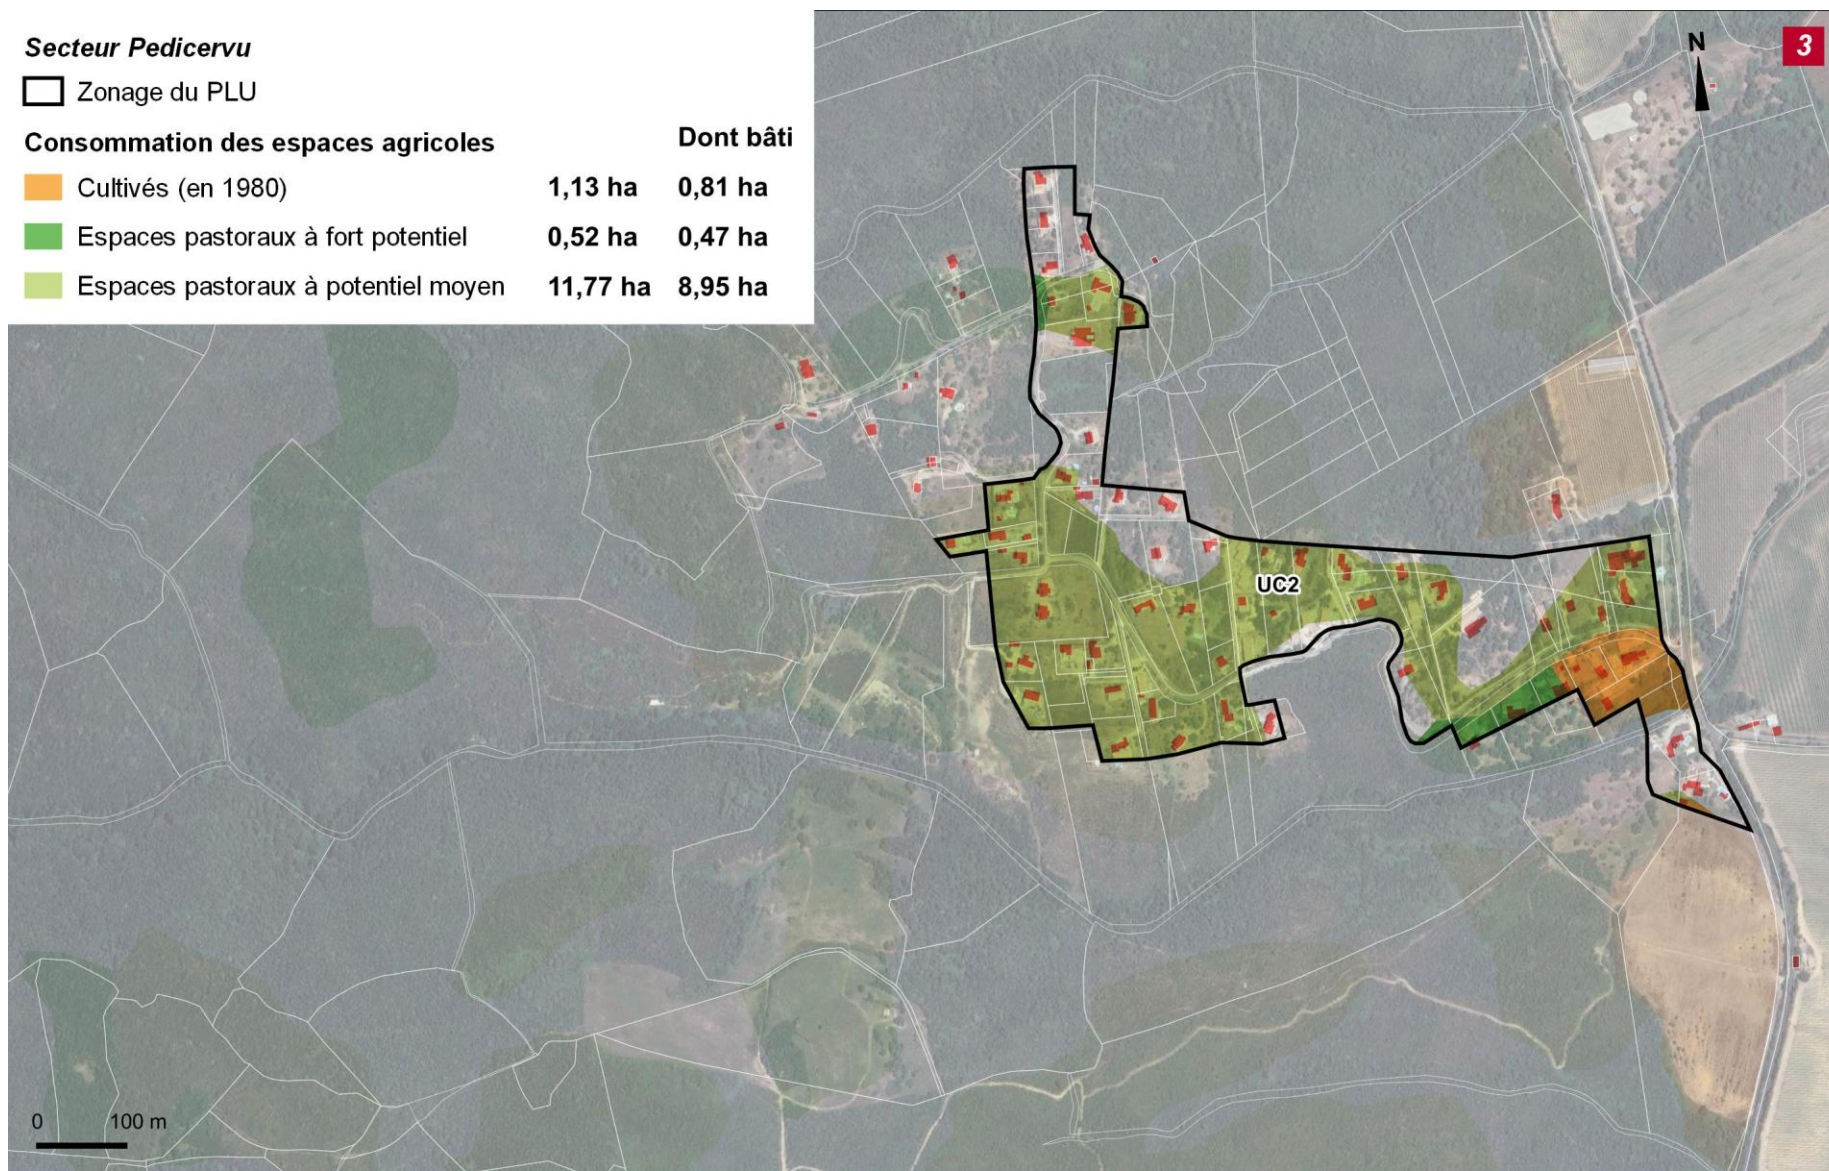 Secteur Pedicervu
Zonage du PLU
Consommation des espaces agricoles Dont bâti
Cultivés (en 1980) 1,13 ha 0,81 ha
Espaces pastoraux à fort potentiel 0,52 ha 0,47 ha
Espaces pastoraux à potentiel moyen 11,77 ha 8,95 ha
N
3
UC2
0 100 m